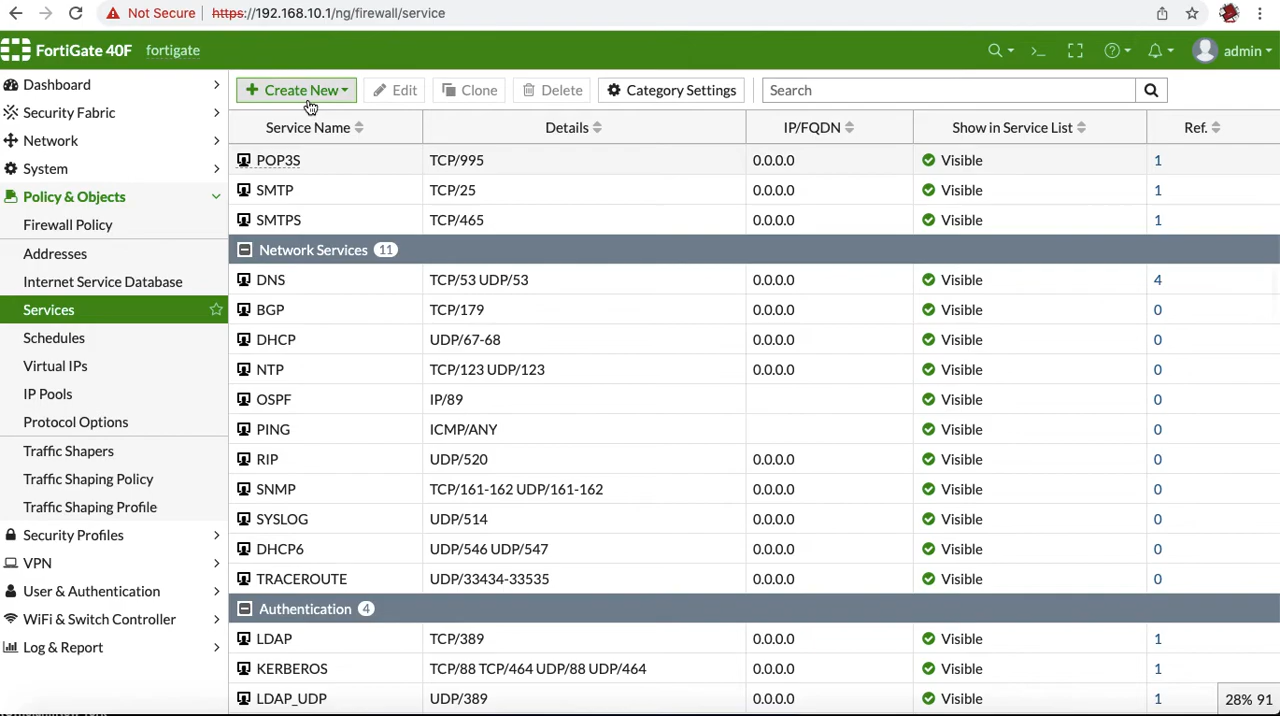 Not Secure https://192.168.10.1/ng/firewall/service
FortiGate 40F fortigate admin
Dashboard
Security Fabric
Network
System
Policy & Objects
Firewall Policy
Addresses
Internet Service Database
Services
Schedules
Virtual IPs
IP Pools
Protocol Options
Traffic Shapers
Traffic Shaping Policy
Traffic Shaping Profile
Security Profiles
VPN
User & Authentication
WiFi & Switch Controller
Log & Report
Create New Edit Clone Delete Category Settings Search
Service Name Details IP/FQDN Show in Service List Ref.
POP3S TCP/995 0.0.0.0 Visible 1
SMTP TCP/25 0.0.0.0 Visible 1
SMTPS TCP/465 0.0.0.0 Visible 1
Network Services 11
DNS TCP/53 UDP/53 0.0.0.0 Visible 4
BGP TCP/179 0.0.0.0 Visible 0
DHCP UDP/67-68 0.0.0.0 Visible 0
NTP TCP/123 UDP/123 0.0.0.0 Visible 0
OSPF IP/89 Visible 0
PING ICMP/ANY Visible 0
RIP UDP/520 0.0.0.0 Visible 0
SNMP TCP/161-162 UDP/161-162 0.0.0.0 Visible 0
SYSLOG UDP/514 0.0.0.0 Visible 0
DHCP6 UDP/546 UDP/547 0.0.0.0 Visible 0
TRACEROUTE UDP/33434-33535 0.0.0.0 Visible 0
Authentication 4
LDAP TCP/389 0.0.0.0 Visible 1
KERBEROS TCP/88 TCP/464 UDP/88 UDP/464 0.0.0.0 Visible 1
LDAP_UDP UDP/389 0.0.0.0 Visible 1
28% 91